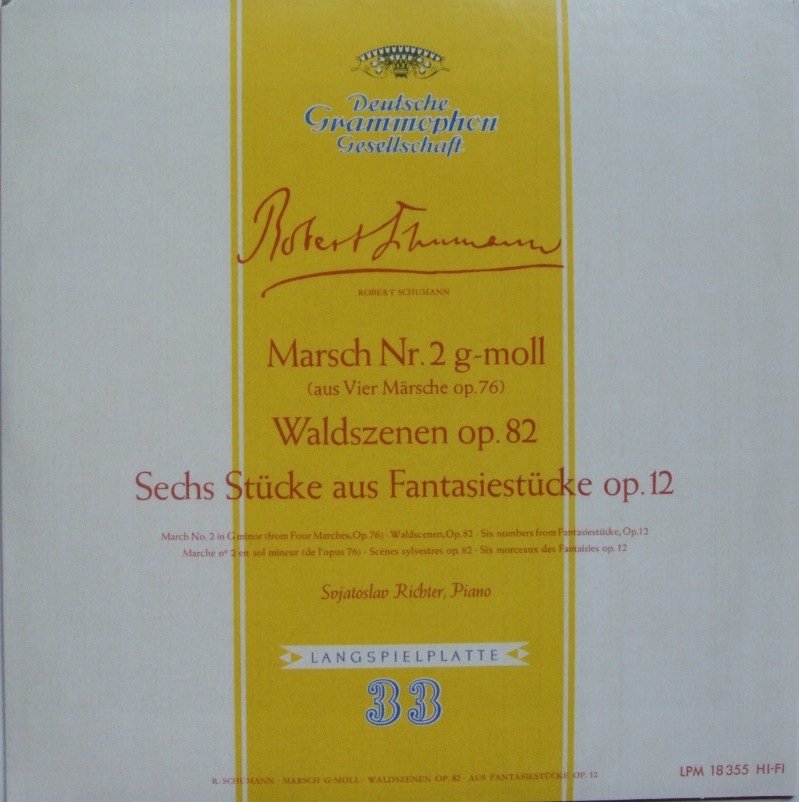 Deutsche
Grammophon
Gesellschaft
Robert Schumann
ROBERT SCHUMANN
Marsch Nr. 2 g-moll
(aus Vier Märsche op. 76)
Waldszenen op. 82
Sechs Stücke aus Fantasiestücke op. 12
March No. 2 in G minor (from Four Marches, Op. 76) · Waldscenen, Op. 82 · Six numbers from Fantasiestücke, Op. 12
Marche nº 2 en sol mineur (de l'opus 76) · Scènes sylvestres op. 82 · Six morceaux des Fantaisies op. 12
Svjatoslav Richter, Piano
LANGSPIELPLATTE
33
LPM 18 355 HI-FI
R. SCHUMANN · MARSCH G-MOLL · WALDSZENEN OP. 82 · AUS FANTASIESTÜCKE OP. 12